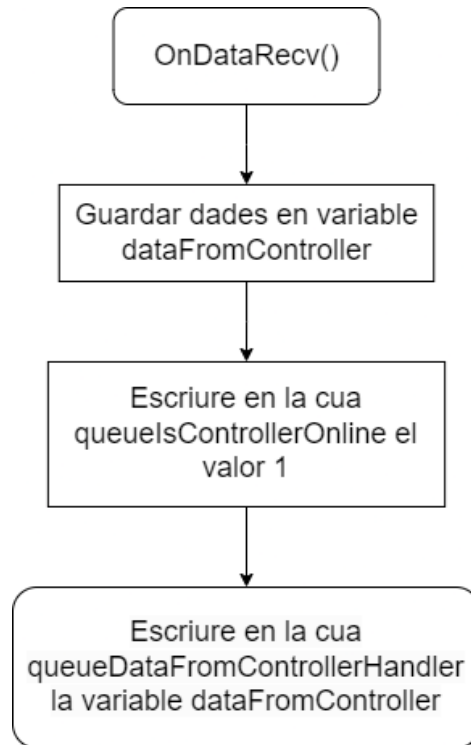 OnDataRecv()
Guardar dades en variable
dataFromController
Escriure en la cua
queueIsControllerOnline el
valor 1
Escriure en la cua
queueDataFromControllerHandler
la variable dataFromController